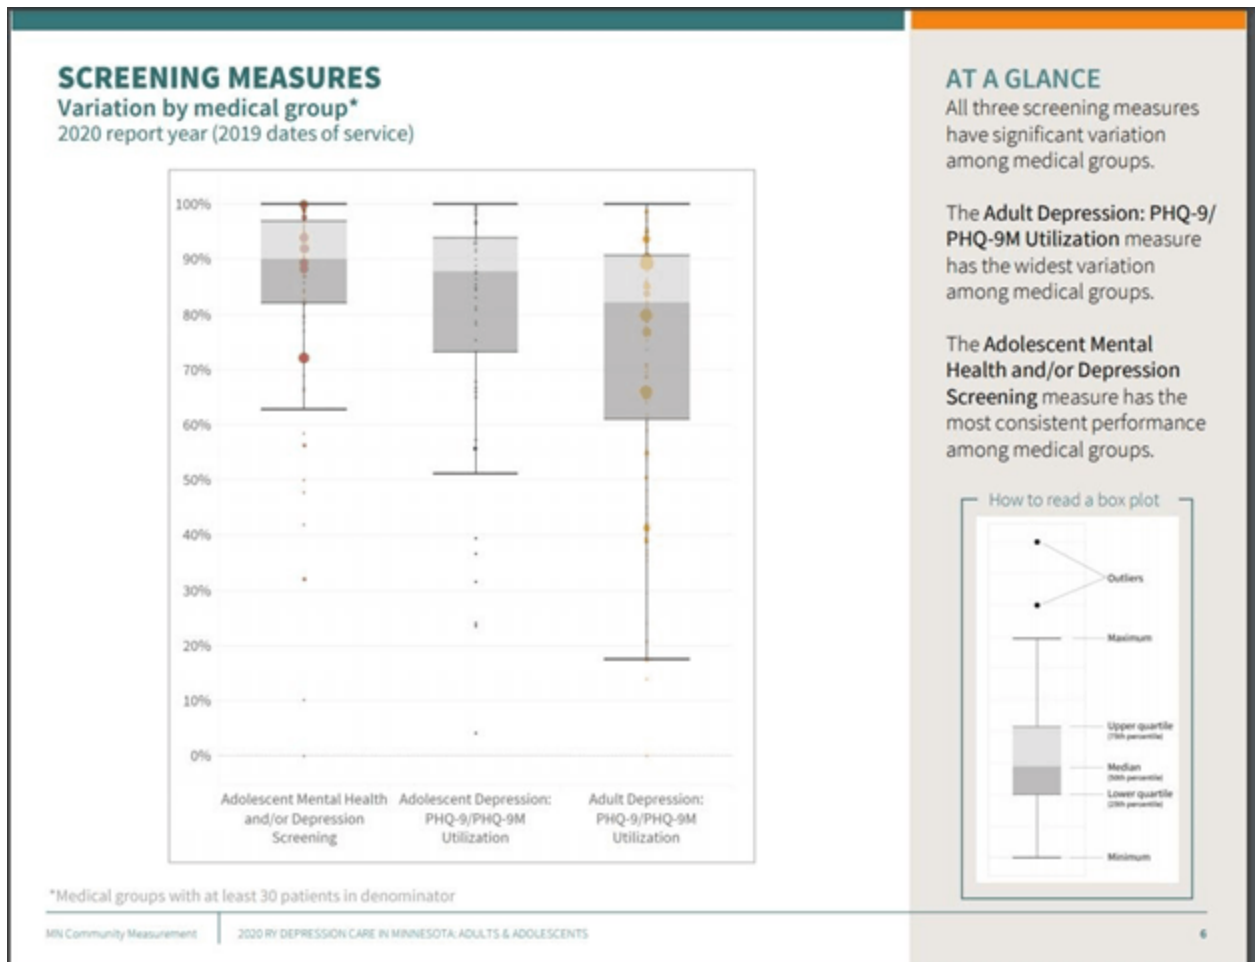 SCREENING MEASURES
Variation by medical group*
2020 report year (2019 dates of service)
100%
90%
80%
70%
60%
50%
40%
30%
20%
10%
0%
Adolescent Mental Health
and/or Depression
Screening
Adolescent Depression:
PHQ-9/PHQ-9M
Utilization
Adult Depression:
PHQ-9/PHQ-9M
Utilization
*Medical groups with at least 30 patients in denominator
AT A GLANCE
All three screening measures
have significant variation
among medical groups.
The Adult Depression: PHQ-9/
PHQ-9M Utilization measure
has the widest variation
among medical groups.
The Adolescent Mental
Health and/or Depression
Screening measure has the
most consistent performance
among medical groups.
How to read a box plot
Outliers
Maximum
Upper quartile
(75th percentile)
Median
(50th percentile)
Lower quartile
(25th percentile)
Minimum
MN Community Measurement
2020 RY DEPRESSION CARE IN MINNESOTA: ADULTS & ADOLESCENTS
6